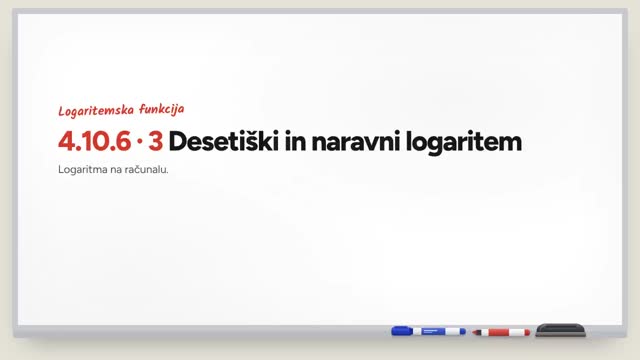 Logaritemska funkcija
4.10.6 · 3 Desetiški in naravni logaritem
Logaritma na računalu.